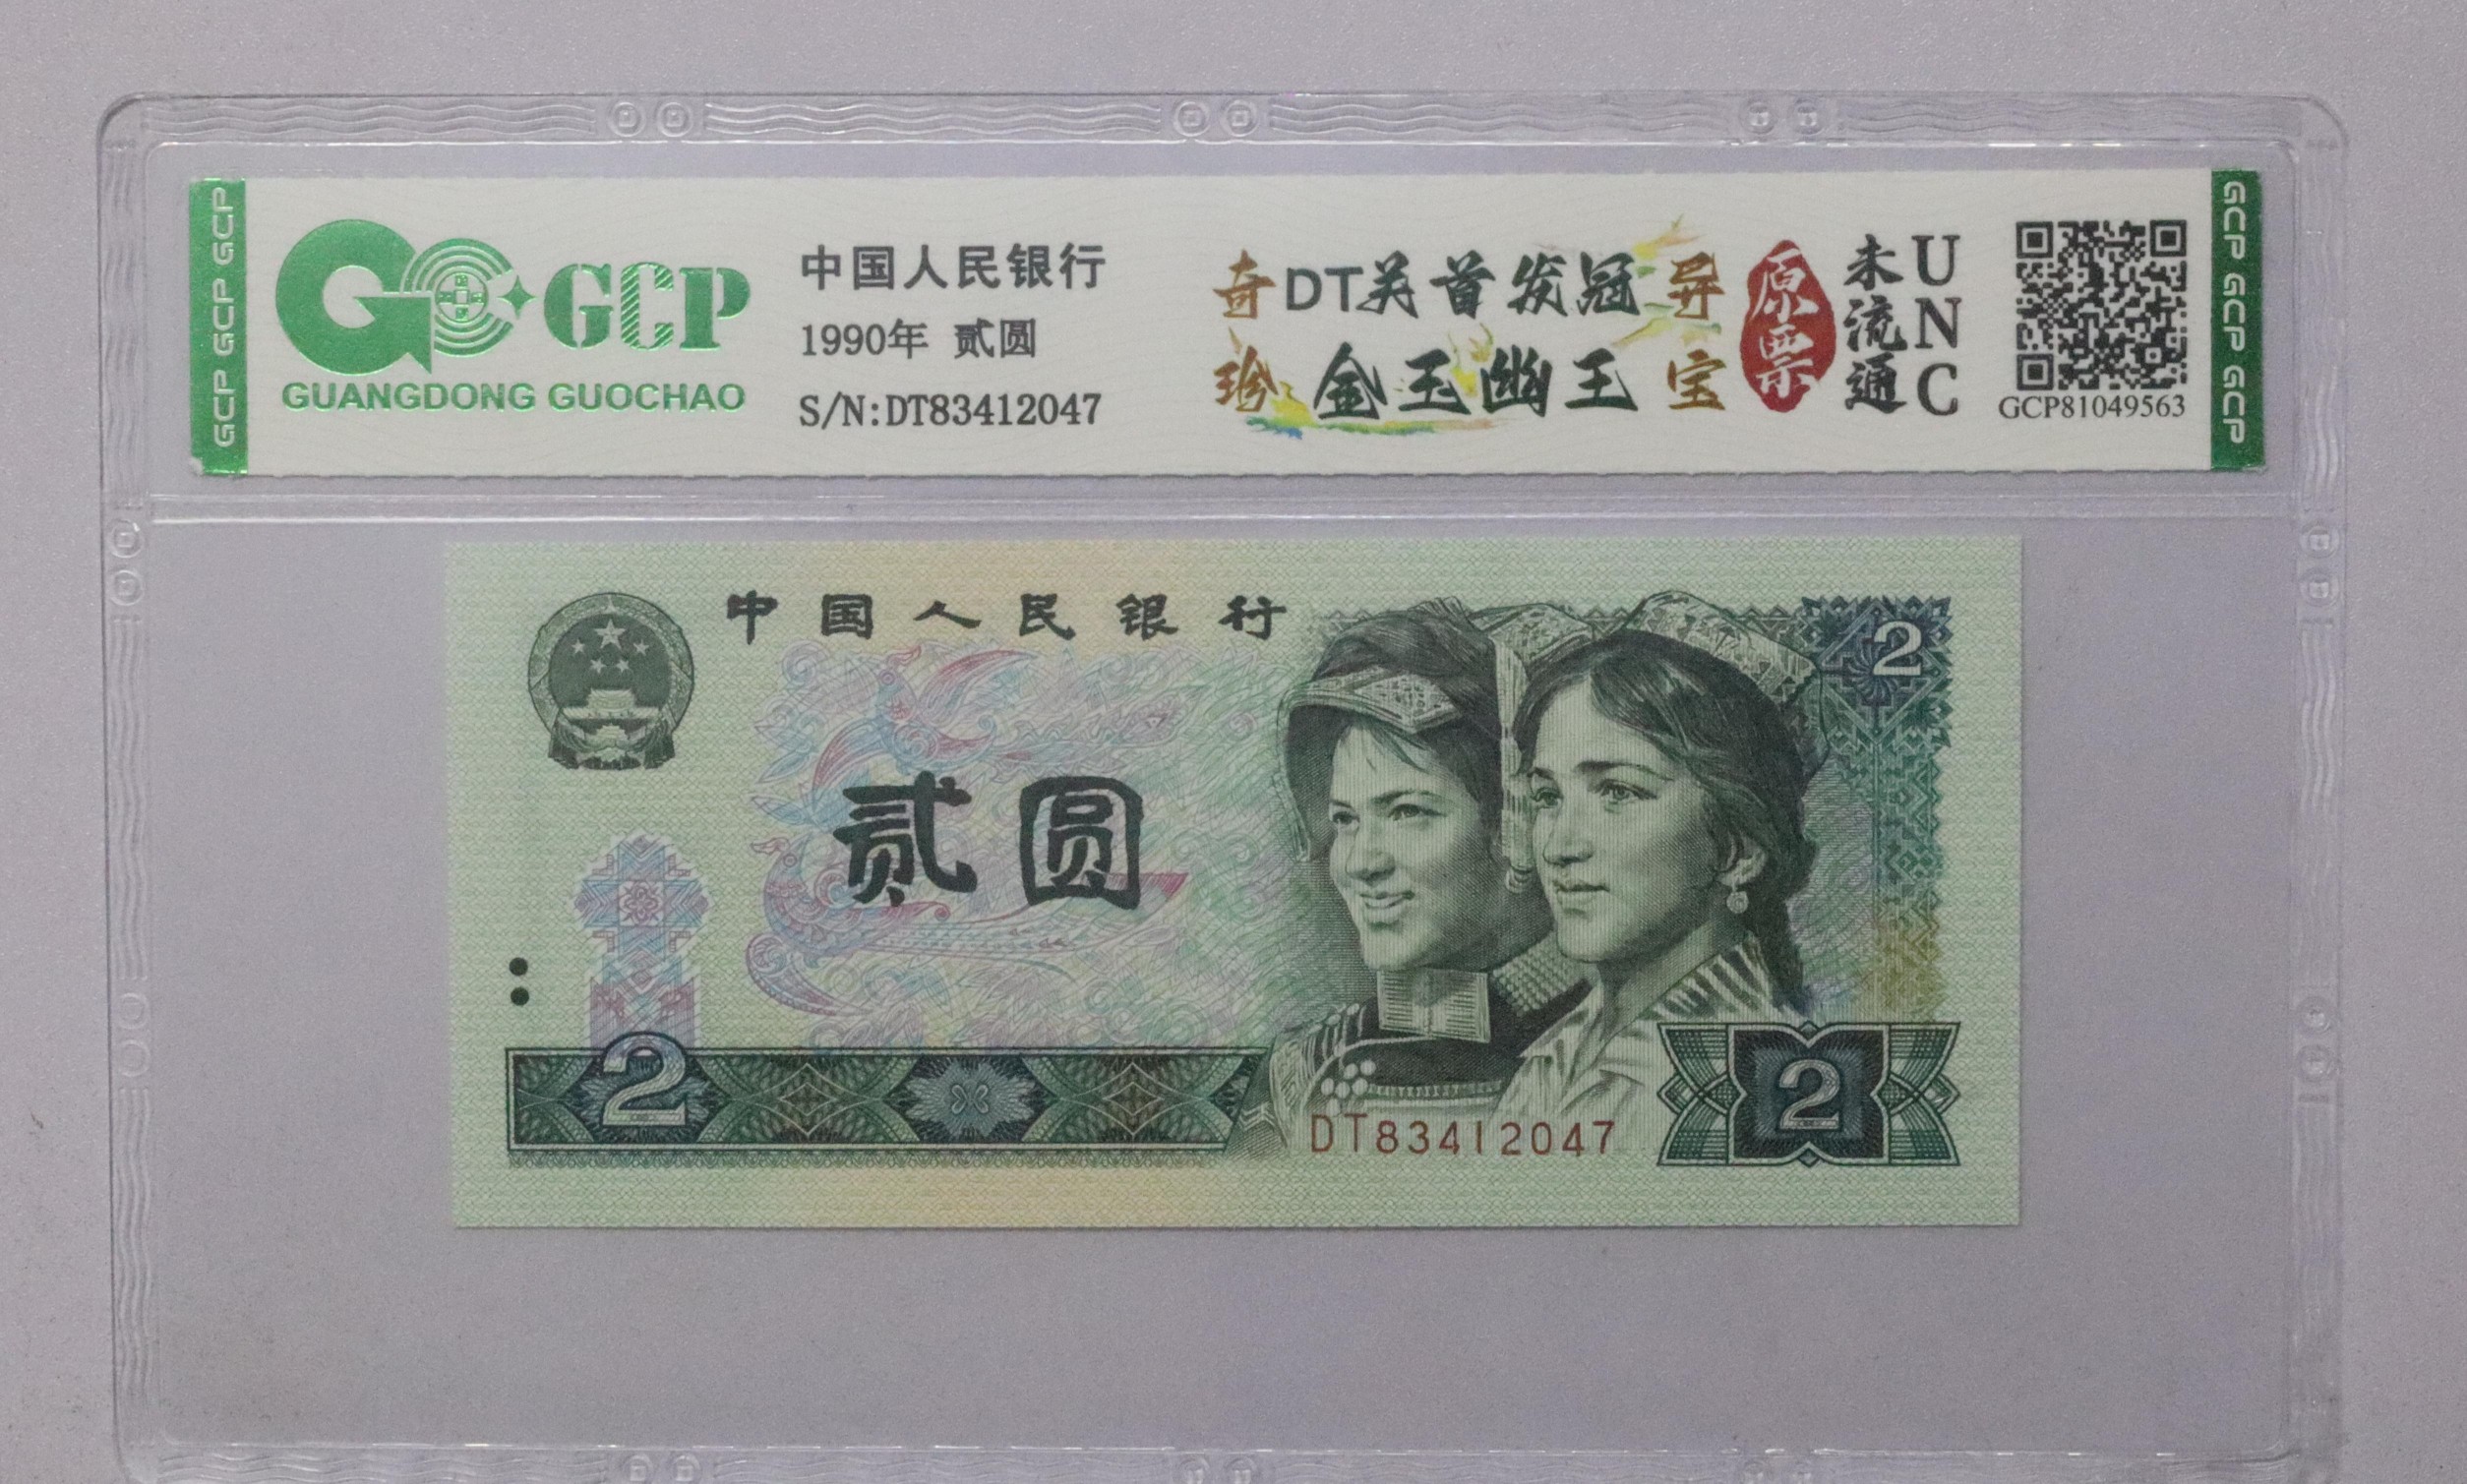 GCP GCP GCP
GCP
GUANGDONG GUOCHAO
中国人民银行
1990年 贰圆
S/N:DT83412047
奇DT关首发冠异
珍金玉幽王宝
原票
未流通
UNC
GCP81049563
GCP GCP GCP
中国人民银行
2
贰圆
2
DT83412047
2